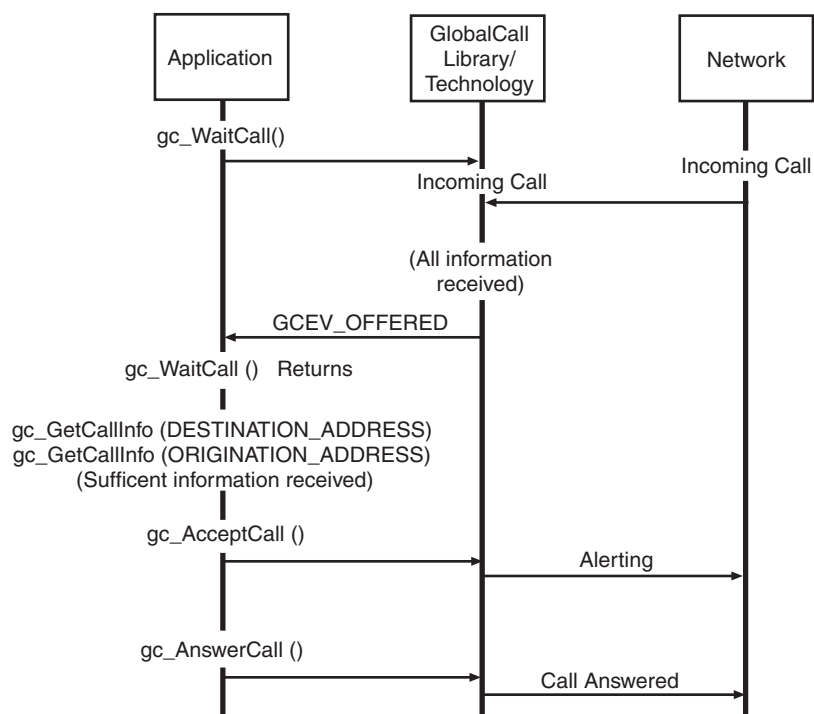 Application
GlobalCall
Library/
Technology
Network
gc_WaitCall()
Incoming Call
Incoming Call
(All information
received)
GCEV_OFFERED
gc_WaitCall () Returns
gc_GetCallInfo (DESTINATION_ADDRESS)
gc_GetCallInfo (ORIGINATION_ADDRESS)
(Sufficent information received)
gc_AcceptCall ()
Alerting
gc_AnswerCall ()
Call Answered